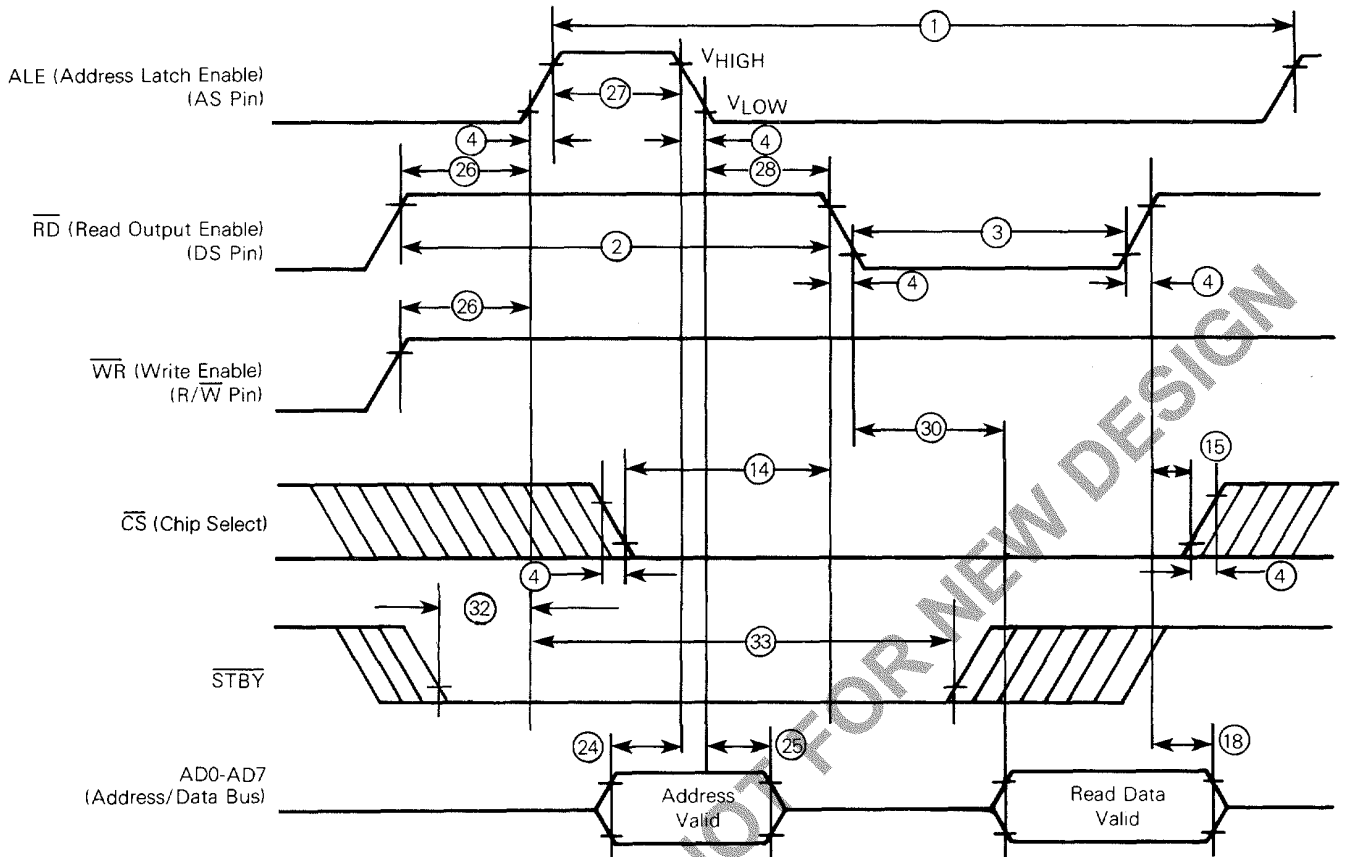 ①
ALE (Address Latch Enable)
(AS Pin)
VHIGH
㉗
VLOW
④
④
㉖
㉘
RD (Read Output Enable)
(DS Pin)
②
③
④
④
㉖
WR (Write Enable)
(R/W Pin)
㉚
⑭
⑮
CS (Chip Select)
④
④
㉜
㉝
STBY
㉔
㉕
⑱
AD0-AD7
(Address/Data Bus)
Address
Valid
Read Data
Valid
NOT FOR NEW DESIGN